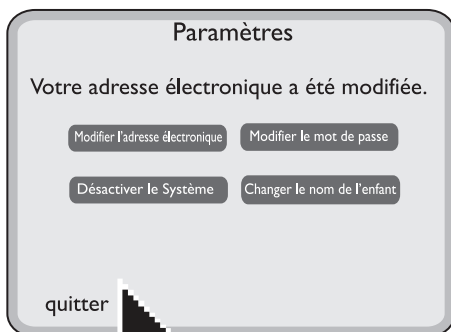 Paramètres
Votre adresse électronique a été modifiée.
Modifier l'adresse électronique
Modifier le mot de passe
Désactiver le Système
Changer le nom de l'enfant
quitter